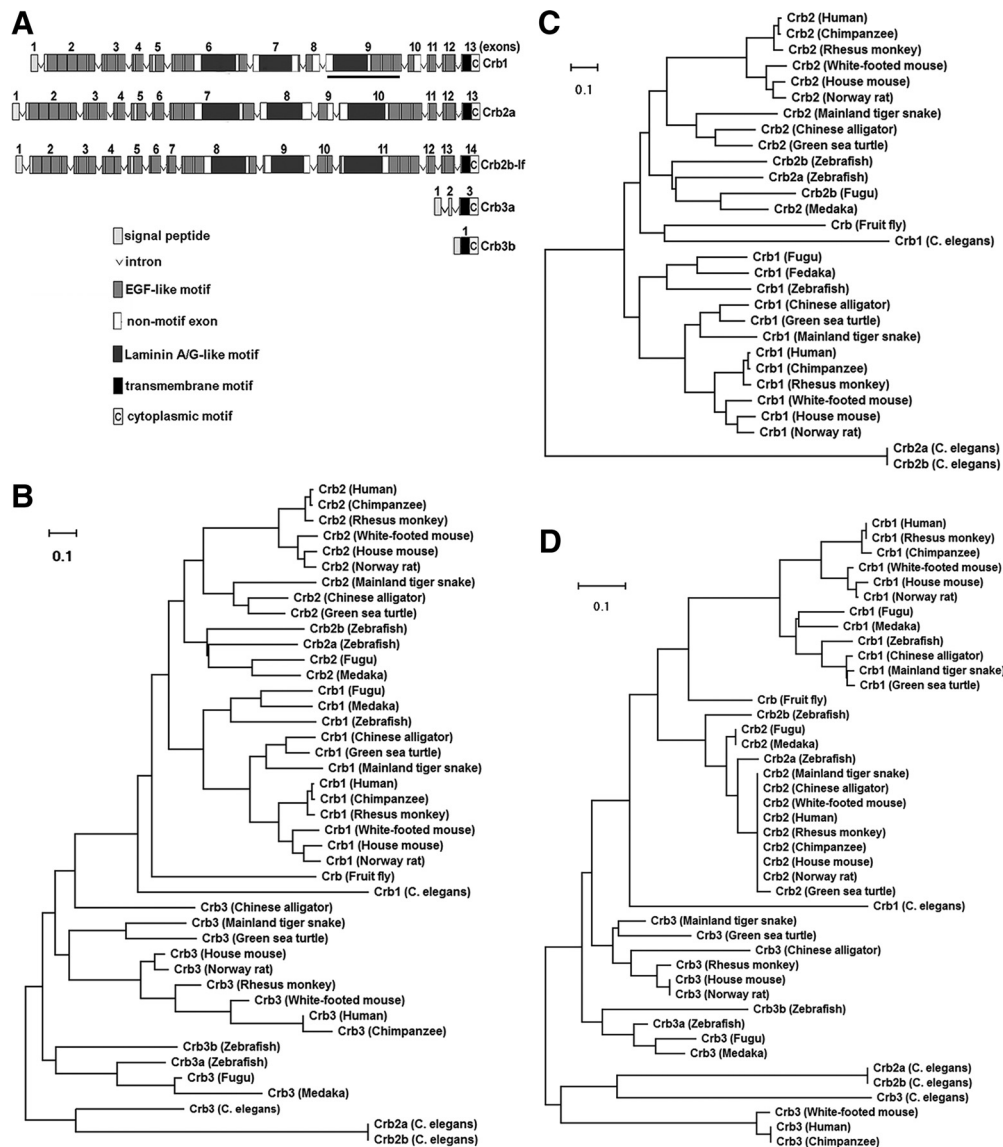 A
1 2 3 4 5 6 7 8 9 10 11 12 13 (exons)
Crb1
1 2 3 4 5 6 7 8 9 10 11 12 13
Crb2a
C
1 2 3 4 5 6 7 8 9 10 11 12 13 14
Crb2b-lf
C
1 2 3
Crb3a
C
1
Crb3b
C
signal peptide
intron
EGF-like motif
non-motif exon
Laminin A/G-like motif
transmembrane motif
C cytoplasmic motif
B
0.1
Crb2 (Human)
Crb2 (Chimpanzee)
Crb2 (Rhesus monkey)
Crb2 (White-footed mouse)
Crb2 (House mouse)
Crb2 (Norway rat)
Crb2 (Mainland tiger snake)
Crb2 (Chinese alligator)
Crb2 (Green sea turtle)
Crb2b (Zebrafish)
Crb2a (Zebrafish)
Crb2 (Fugu)
Crb2 (Medaka)
Crb1 (Fugu)
Crb1 (Medaka)
Crb1 (Zebrafish)
Crb1 (Chinese alligator)
Crb1 (Green sea turtle)
Crb1 (Mainland tiger snake)
Crb1 (Human)
Crb1 (Chimpanzee)
Crb1 (Rhesus monkey)
Crb1 (White-footed mouse)
Crb1 (House mouse)
Crb1 (Norway rat)
Crb (Fruit fly)
Crb1 (C. elegans)
Crb3 (Chinese alligator)
Crb3 (Mainland tiger snake)
Crb3 (Green sea turtle)
Crb3 (House mouse)
Crb3 (Norway rat)
Crb3 (Rhesus monkey)
Crb3 (White-footed mouse)
Crb3 (Human)
Crb3 (Chimpanzee)
Crb3b (Zebrafish)
Crb3a (Zebrafish)
Crb3 (Fugu)
Crb3 (Medaka)
Crb3 (C. elegans)
Crb2a (C. elegans)
Crb2b (C. elegans)
C
0.1
Crb2 (Human)
Crb2 (Chimpanzee)
Crb2 (Rhesus monkey)
Crb2 (White-footed mouse)
Crb2 (House mouse)
Crb2 (Norway rat)
Crb2 (Mainland tiger snake)
Crb2 (Chinese alligator)
Crb2 (Green sea turtle)
Crb2b (Zebrafish)
Crb2a (Zebrafish)
Crb2b (Fugu)
Crb2 (Medaka)
Crb (Fruit fly)
Crb1 (C. elegans)
Crb1 (Fugu)
Crb1 (Fedaka)
Crb1 (Zebrafish)
Crb1 (Chinese alligator)
Crb1 (Green sea turtle)
Crb1 (Mainland tiger snake)
Crb1 (Human)
Crb1 (Chimpanzee)
Crb1 (Rhesus monkey)
Crb1 (White-footed mouse)
Crb1 (House mouse)
Crb1 (Norway rat)
Crb2a (C. elegans)
Crb2b (C. elegans)
D
0.1
Crb1 (Human)
Crb1 (Rhesus monkey)
Crb1 (Chimpanzee)
Crb1 (White-footed mouse)
Crb1 (House mouse)
Crb1 (Norway rat)
Crb1 (Fugu)
Crb1 (Medaka)
Crb1 (Zebrafish)
Crb1 (Chinese alligator)
Crb1 (Mainland tiger snake)
Crb1 (Green sea turtle)
Crb (Fruit fly)
Crb2b (Zebrafish)
Crb2 (Fugu)
Crb2 (Medaka)
Crb2a (Zebrafish)
Crb2 (Mainland tiger snake)
Crb2 (Chinese alligator)
Crb2 (White-footed mouse)
Crb2 (Human)
Crb2 (Rhesus monkey)
Crb2 (Chimpanzee)
Crb2 (House mouse)
Crb2 (Norway rat)
Crb2 (Green sea turtle)
Crb1 (C. elegans)
Crb3 (Mainland tiger snake)
Crb3 (Green sea turtle)
Crb3 (Chinese alligator)
Crb3 (Rhesus monkey)
Crb3 (House mouse)
Crb3 (Norway rat)
Crb3b (Zebrafish)
Crb3a (Zebrafish)
Crb3 (Fugu)
Crb3 (Medaka)
Crb2a (C. elegans)
Crb2b (C. elegans)
Crb3 (C. elegans)
Crb3 (White-footed mouse)
Crb3 (Human)
Crb3 (Chimpanzee)